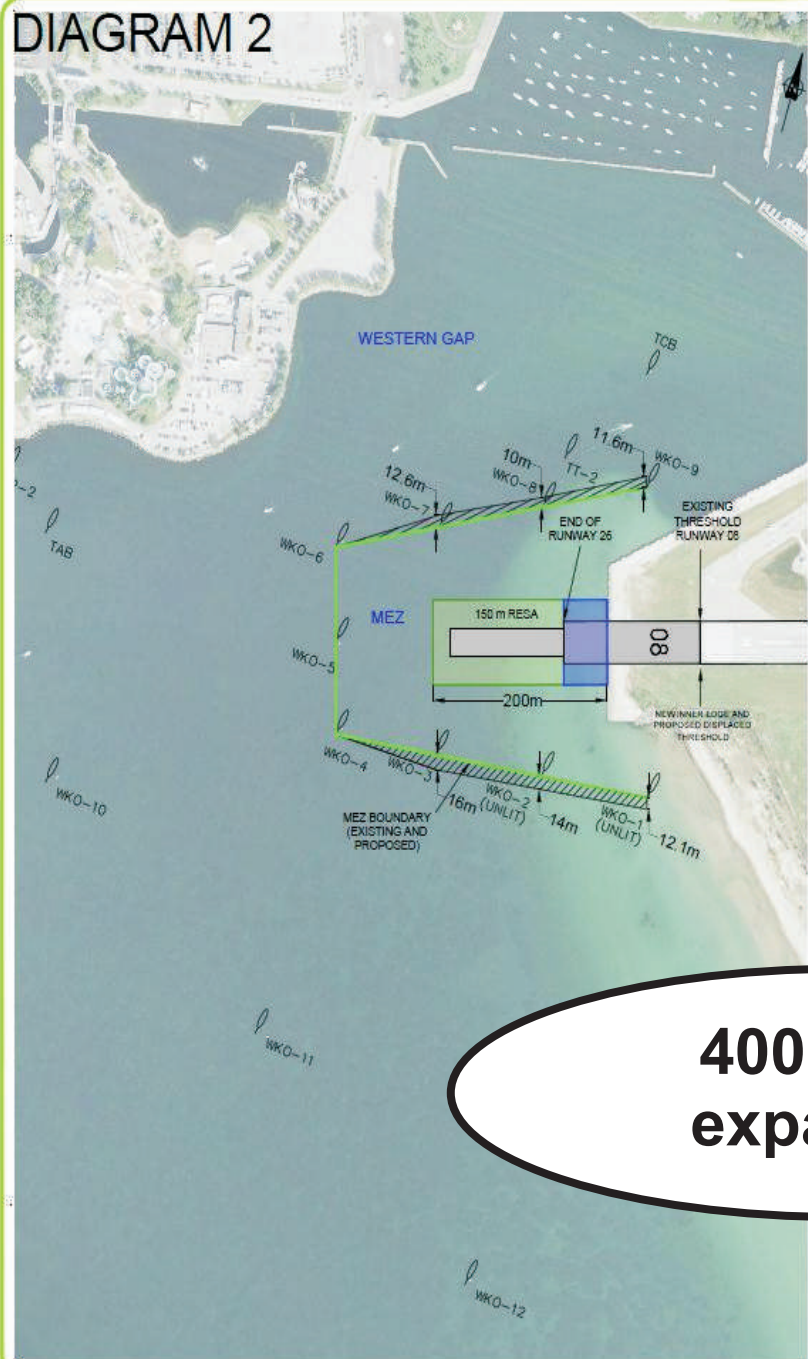 DIAGRAM 2
WESTERN GAP
TCB
11.6m
WKO-9
10m
TT-2
WKO-8
12.6m
WKO-7
P-2
TAB
WKO-6
END OF
RUNWAY 26
EXISTING
THRESHOLD
RUNWAY 08
MEZ
150 m RESA
08
WKO-5
200m
NEW INNER EDGE AND
PROPOSED DISPLACED
THRESHOLD
WKO-4
WKO-3
16m
WKO-2
(UNLIT)
14m
WKO-1
(UNLIT)
12.1m
WKO-10
MEZ BOUNDARY
(EXISTING AND
PROPOSED)
WKO-11
400
expa
WKO-12